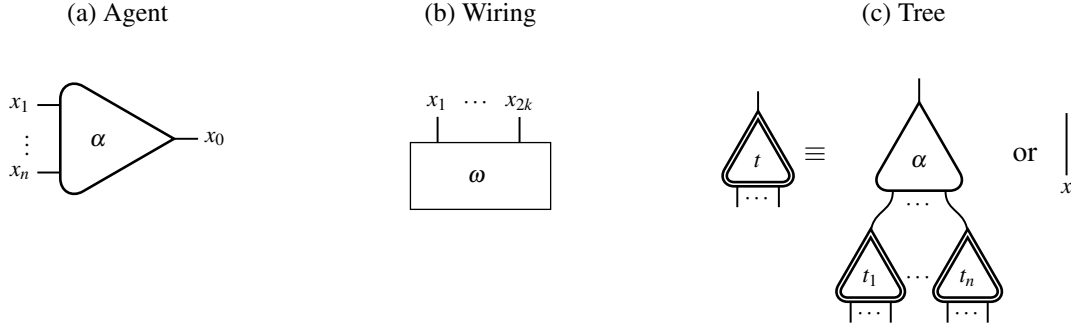 (a) Agent
(b) Wiring
(c) Tree
x₁
⋮
xₙ
α
x₀
x₁ ⋯ x₂ₖ
ω
t
≡
α
⋯
or
x
⋯
t₁ ⋯ tₙ
⋯ ⋯